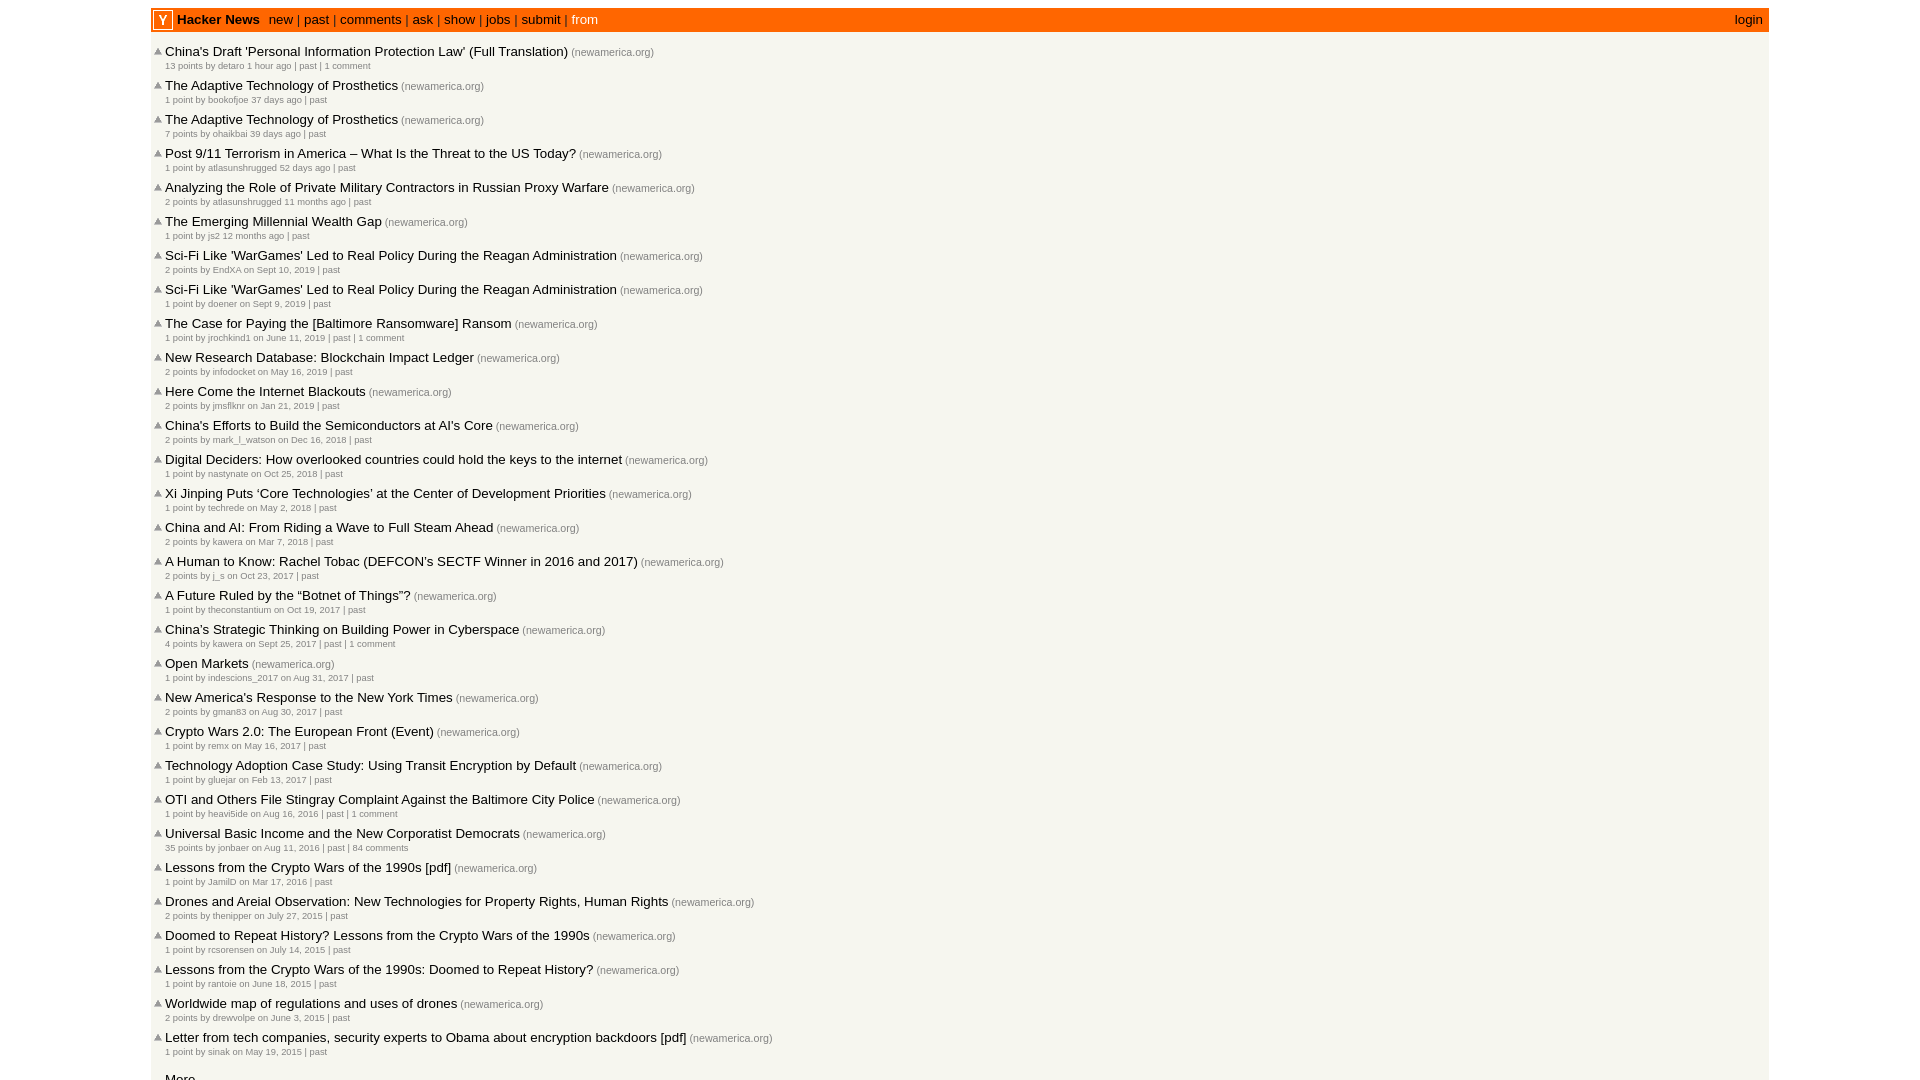 Y Hacker News new | past | comments | ask | show | jobs | submit | from login
China's Draft 'Personal Information Protection Law' (Full Translation) (newamerica.org)
13 points by detaro 1 hour ago | past | 1 comment
The Adaptive Technology of Prosthetics (newamerica.org)
1 point by bookofjoe 37 days ago | past
The Adaptive Technology of Prosthetics (newamerica.org)
7 points by ohaikbai 39 days ago | past
Post 9/11 Terrorism in America – What Is the Threat to the US Today? (newamerica.org)
1 point by atlasunshrugged 52 days ago | past
Analyzing the Role of Private Military Contractors in Russian Proxy Warfare (newamerica.org)
2 points by atlasunshrugged 11 months ago | past
The Emerging Millennial Wealth Gap (newamerica.org)
1 point by js2 12 months ago | past
Sci-Fi Like 'WarGames' Led to Real Policy During the Reagan Administration (newamerica.org)
2 points by EndXA on Sept 10, 2019 | past
Sci-Fi Like 'WarGames' Led to Real Policy During the Reagan Administration (newamerica.org)
1 point by doener on Sept 9, 2019 | past
The Case for Paying the [Baltimore Ransomware] Ransom (newamerica.org)
1 point by jrochkind1 on June 11, 2019 | past | 1 comment
New Research Database: Blockchain Impact Ledger (newamerica.org)
2 points by infodocket on May 16, 2019 | past
Here Come the Internet Blackouts (newamerica.org)
2 points by jmsflknr on Jan 21, 2019 | past
China's Efforts to Build the Semiconductors at AI's Core (newamerica.org)
2 points by mark_l_watson on Dec 16, 2018 | past
Digital Deciders: How overlooked countries could hold the keys to the internet (newamerica.org)
1 point by nastynate on Oct 25, 2018 | past
Xi Jinping Puts ‘Core Technologies’ at the Center of Development Priorities (newamerica.org)
1 point by techrede on May 2, 2018 | past
China and AI: From Riding a Wave to Full Steam Ahead (newamerica.org)
2 points by kawera on Mar 7, 2018 | past
A Human to Know: Rachel Tobac (DEFCON's SECTF Winner in 2016 and 2017) (newamerica.org)
2 points by j_s on Oct 23, 2017 | past
A Future Ruled by the “Botnet of Things”? (newamerica.org)
1 point by theconstantium on Oct 19, 2017 | past
China’s Strategic Thinking on Building Power in Cyberspace (newamerica.org)
4 points by kawera on Sept 25, 2017 | past | 1 comment
Open Markets (newamerica.org)
1 point by indescions_2017 on Aug 31, 2017 | past
New America's Response to the New York Times (newamerica.org)
2 points by gman83 on Aug 30, 2017 | past
Crypto Wars 2.0: The European Front (Event) (newamerica.org)
1 point by remx on May 16, 2017 | past
Technology Adoption Case Study: Using Transit Encryption by Default (newamerica.org)
1 point by gluejar on Feb 13, 2017 | past
OTI and Others File Stingray Complaint Against the Baltimore City Police (newamerica.org)
1 point by heavi5ide on Aug 16, 2016 | past | 1 comment
Universal Basic Income and the New Corporatist Democrats (newamerica.org)
35 points by jonbaer on Aug 11, 2016 | past | 84 comments
Lessons from the Crypto Wars of the 1990s [pdf] (newamerica.org)
1 point by JamilD on Mar 17, 2016 | past
Drones and Areial Observation: New Technologies for Property Rights, Human Rights (newamerica.org)
2 points by thenipper on July 27, 2015 | past
Doomed to Repeat History? Lessons from the Crypto Wars of the 1990s (newamerica.org)
1 point by rcsorensen on July 14, 2015 | past
Lessons from the Crypto Wars of the 1990s: Doomed to Repeat History? (newamerica.org)
1 point by rantoie on June 18, 2015 | past
Worldwide map of regulations and uses of drones (newamerica.org)
2 points by drewvolpe on June 3, 2015 | past
Letter from tech companies, security experts to Obama about encryption backdoors [pdf] (newamerica.org)
1 point by sinak on May 19, 2015 | past
More